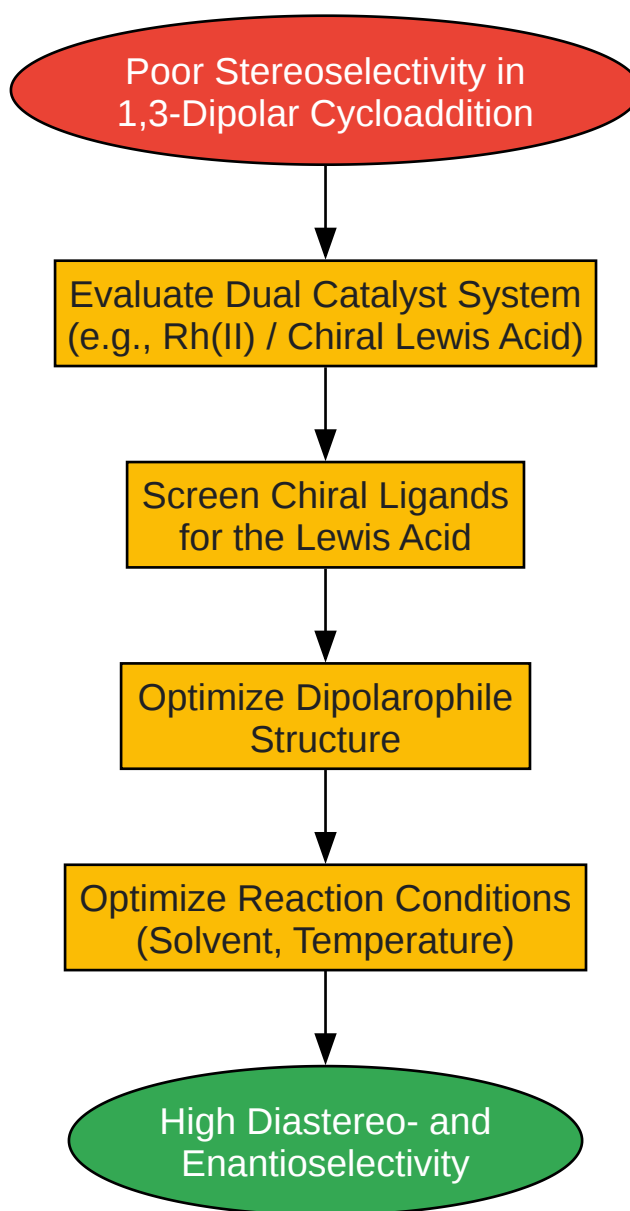 Poor Stereoselectivity in
1,3-Dipolar Cycloaddition
Evaluate Dual Catalyst System
(e.g., Rh(II) / Chiral Lewis Acid)
Screen Chiral Ligands
for the Lewis Acid
Optimize Dipolarophile
Structure
Optimize Reaction Conditions
(Solvent, Temperature)
High Diastereo- and
Enantioselectivity